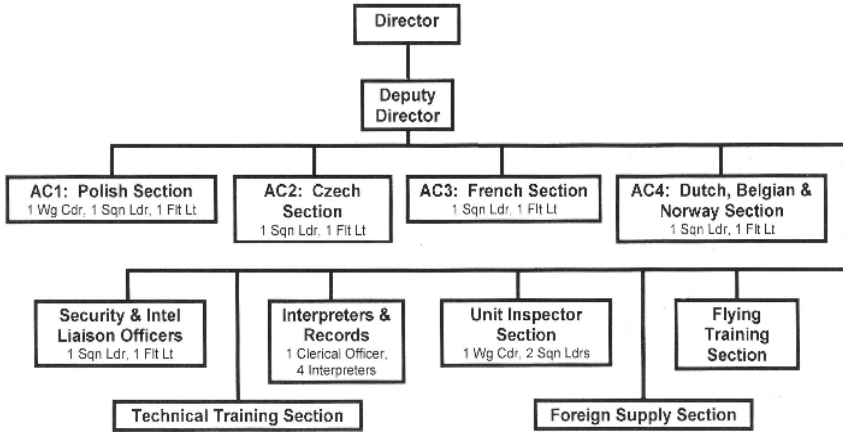 Director
Deputy
Director
AC1: Polish Section
1 Wg Cdr, 1 Sqn Ldr, 1 Flt Lt
AC2: Czech
Section
1 Sqn Ldr, 1 Flt Lt
AC3: French Section
1 Sqn Ldr, 1 Flt Lt
AC4: Dutch, Belgian &
Norway Section
1 Sqn Ldr, 1 Flt Lt
Security & Intel
Liaison Officers
1 Sqn Ldr, 1 Flt Lt
Interpreters &
Records
1 Clerical Officer,
4 Interpreters
Unit Inspector
Section
1 Wg Cdr, 2 Sqn Ldrs
Flying
Training
Section
Technical Training Section
Foreign Supply Section